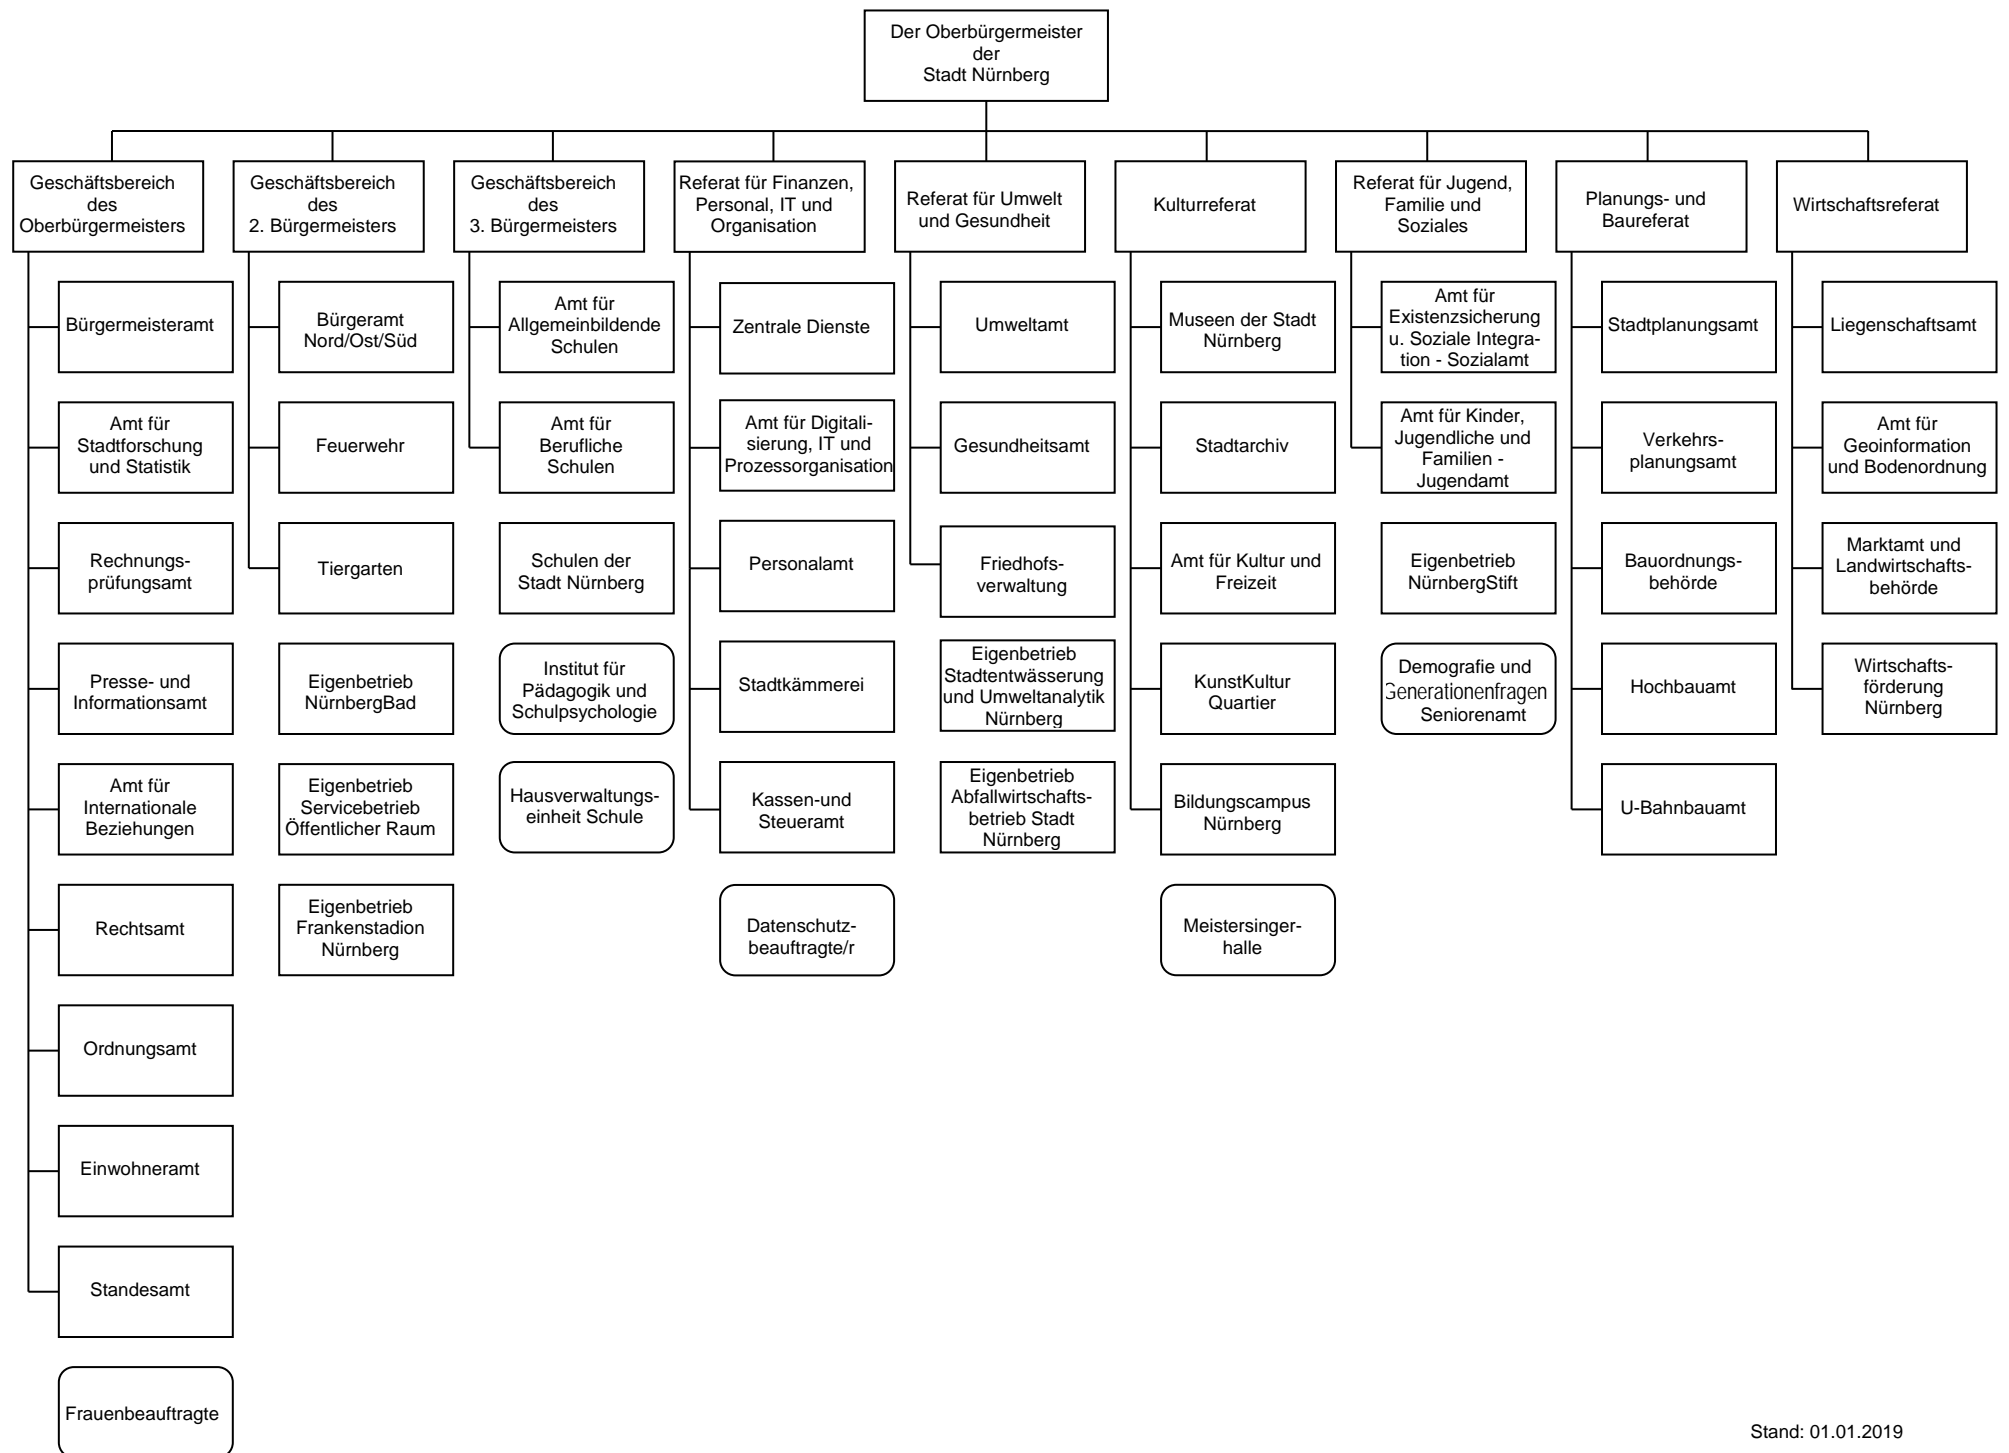 Der Oberbürgermeister
der
Stadt Nürnberg
Geschäftsbereich
des
Oberbürgermeisters
Bürgermeisteramt
Amt für
Stadtforschung
und Statistik
Rechnungs-
prüfungsamt
Presse- und
Informationsamt
Amt für
Internationale
Beziehungen
Rechtsamt
Ordnungsamt
Einwohneramt
Standesamt
Frauenbeauftragte
Geschäftsbereich
des
2. Bürgermeisters
Bürgeramt
Nord/Ost/Süd
Feuerwehr
Tiergarten
Eigenbetrieb
NürnbergBad
Eigenbetrieb
Servicebetrieb
Öffentlicher Raum
Eigenbetrieb
Frankenstadion
Nürnberg
Geschäftsbereich
des
3. Bürgermeisters
Amt für
Allgemeinbildende
Schulen
Amt für
Berufliche
Schulen
Schulen der
Stadt Nürnberg
Institut für
Pädagogik und
Schulpsychologie
Hausverwaltungs-
einheit Schule
Referat für Finanzen,
Personal, IT und
Organisation
Zentrale Dienste
Amt für Digitali-
sierung, IT und
Prozessorganisation
Personalamt
Stadtkämmerei
Kassen-und
Steueramt
Datenschutz-
beauftragte/r
Referat für Umwelt
und Gesundheit
Umweltamt
Gesundheitsamt
Friedhofs-
verwaltung
Eigenbetrieb
Stadtentwässerung
und Umweltanalytik
Nürnberg
Eigenbetrieb
Abfallwirtschafts-
betrieb Stadt
Nürnberg
Kulturreferat
Museen der Stadt
Nürnberg
Stadtarchiv
Amt für Kultur und
Freizeit
KunstKultur
Quartier
Bildungscampus
Nürnberg
Meistersinger-
halle
Referat für Jugend,
Familie und
Soziales
Amt für
Existenzsicherung
u. Soziale Integra-
tion - Sozialamt
Amt für Kinder,
Jugendliche und
Familien -
Jugendamt
Eigenbetrieb
NürnbergStift
Demografie und
Generationenfragen
Seniorenamt
Planungs- und
Baureferat
Stadtplanungsamt
Verkehrs-
planungsamt
Bauordnungs-
behörde
Hochbauamt
U-Bahnbauamt
Wirtschaftsreferat
Liegenschaftsamt
Amt für
Geoinformation
und Bodenordnung
Marktamt und
Landwirtschafts-
behörde
Wirtschafts-
förderung
Nürnberg
Stand: 01.01.2019